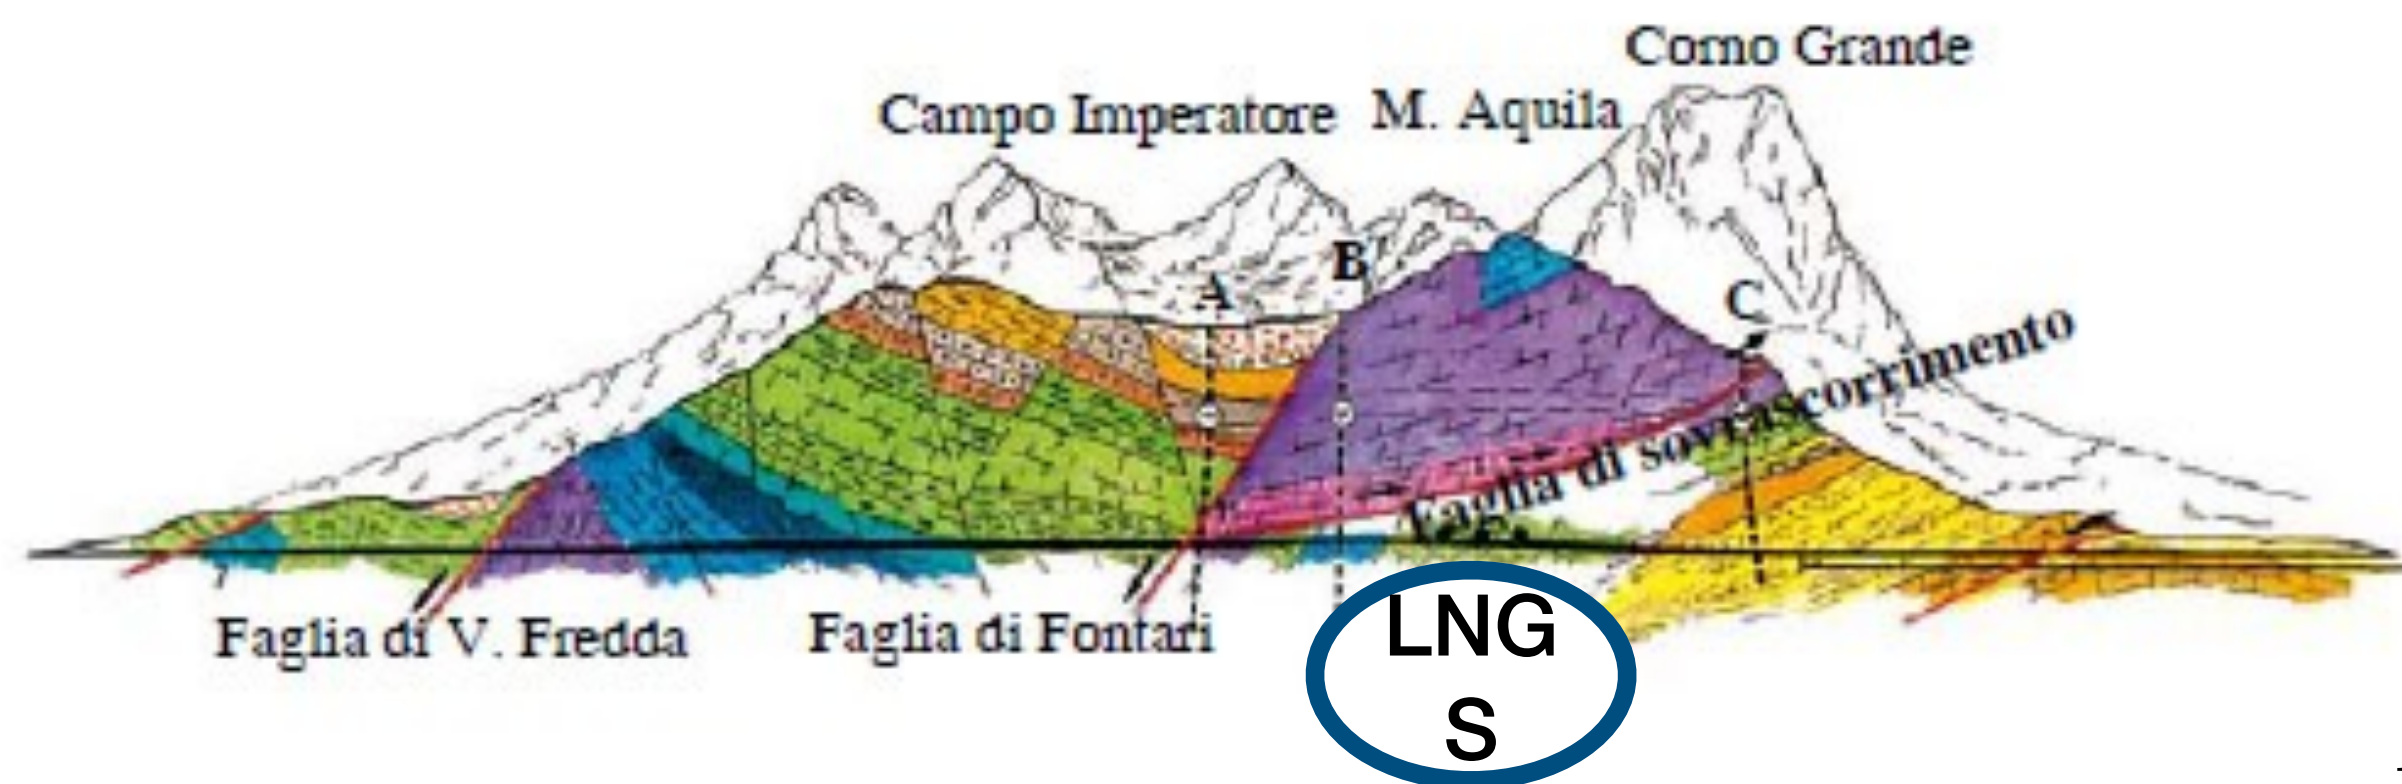 Corno Grande
Campo Imperatore
M. Aquila
B
A
C
Faglia di sovrascorrimento
Faglia di V. Fredda
Faglia di Fontari
LNG
S